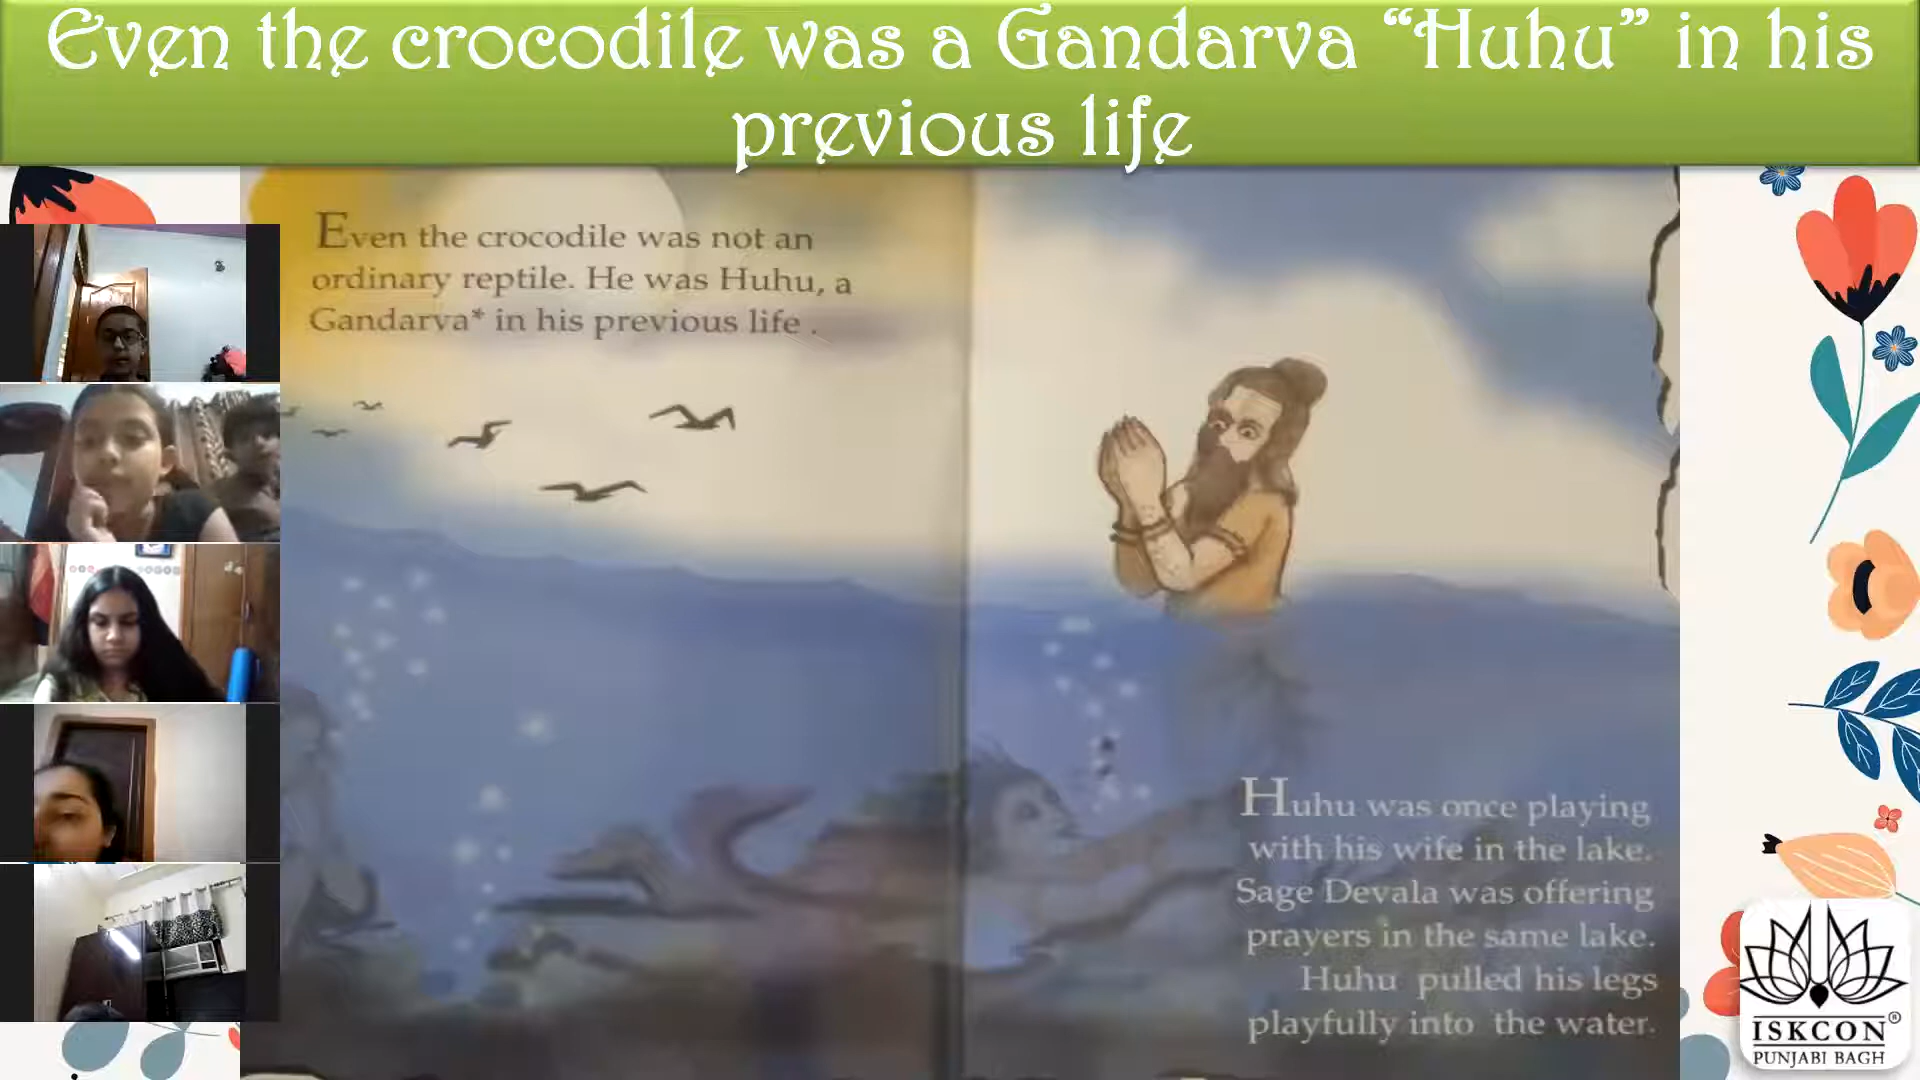 Even the crocodile was a Gandarva “Huhu” in his
previous life
Even the crocodile was not an
ordinary reptile. He was Huhu, a
Gandarva* in his previous life .
Huhu was once playing
with his wife in the lake.
Sage Devala was offering
prayers in the same lake.
Huhu pulled his legs
playfully into the water.
ISKCON®
PUNJABI BAGH